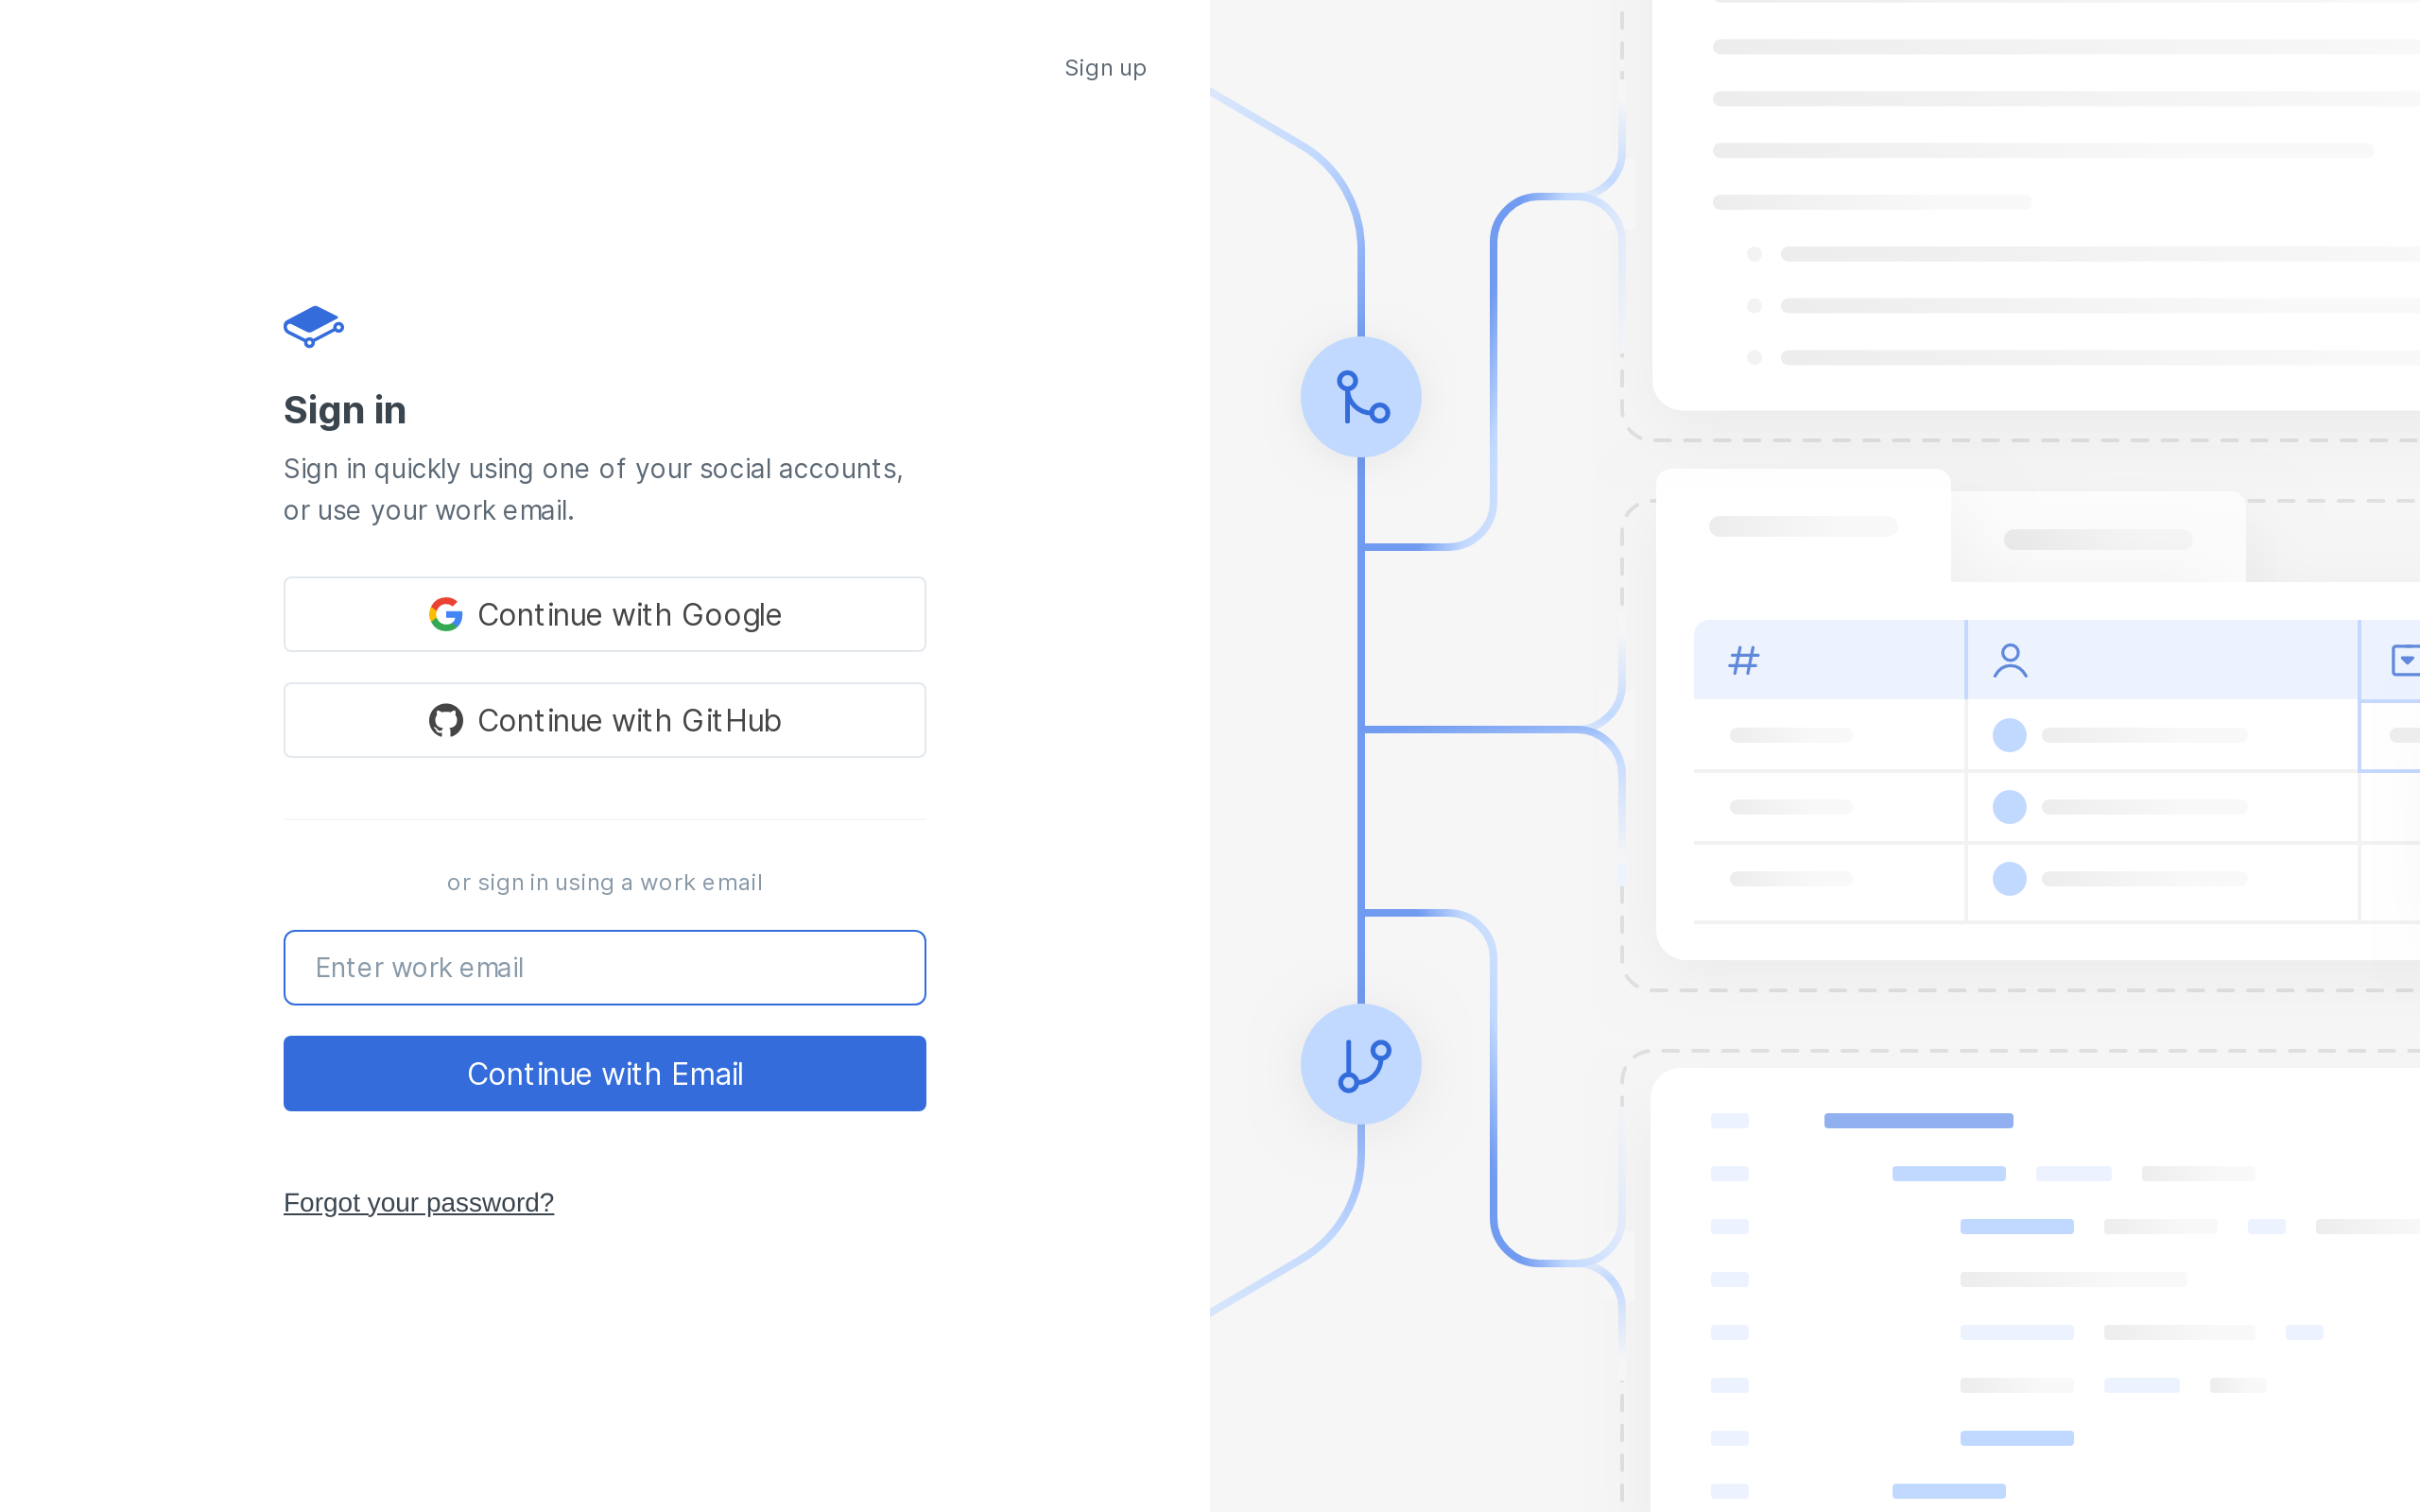 Sign up
Sign in
Sign in quickly using one of your social accounts,
or use your work email.
Continue with Google
Continue with GitHub
or sign in using a work email
Enter work email
Continue with Email
Forgot your password?